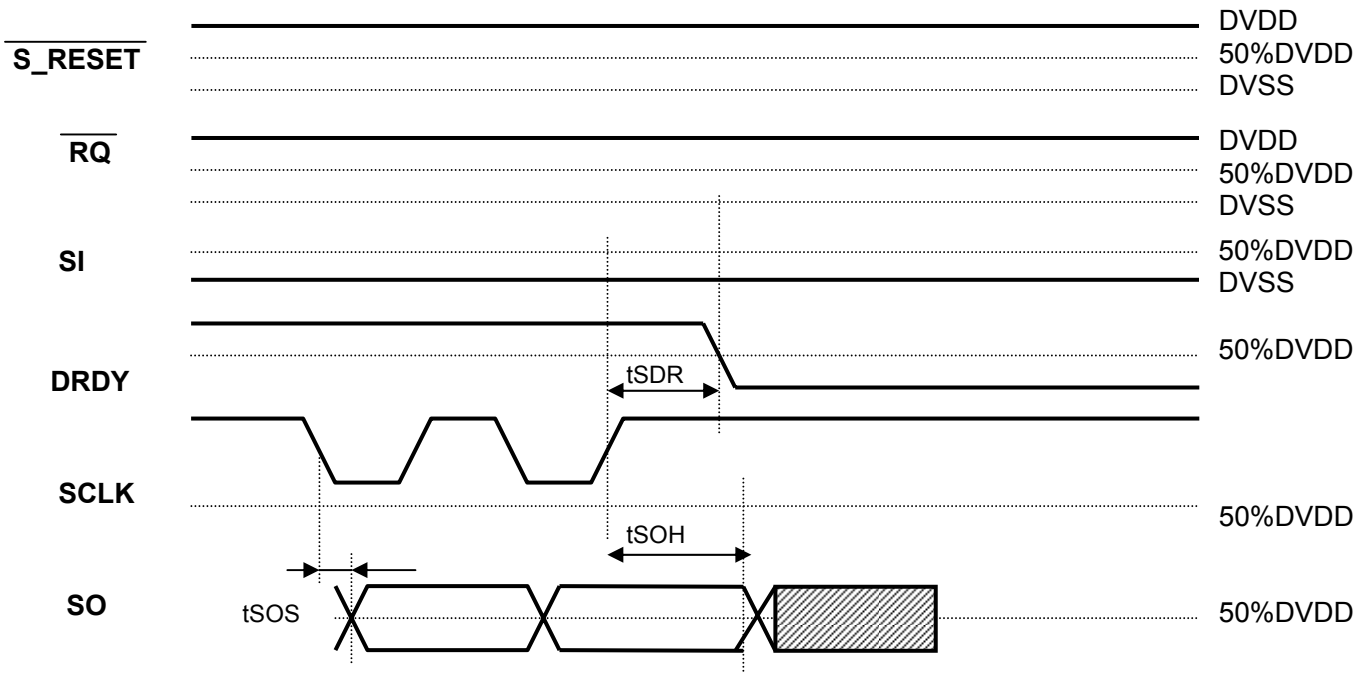 S_RESET
DVDD
50%DVDD
DVSS
RQ
DVDD
50%DVDD
DVSS
SI
50%DVDD
DVSS
DRDY
50%DVDD
tSDR
SCLK
50%DVDD
tSOH
SO
tSOS
50%DVDD